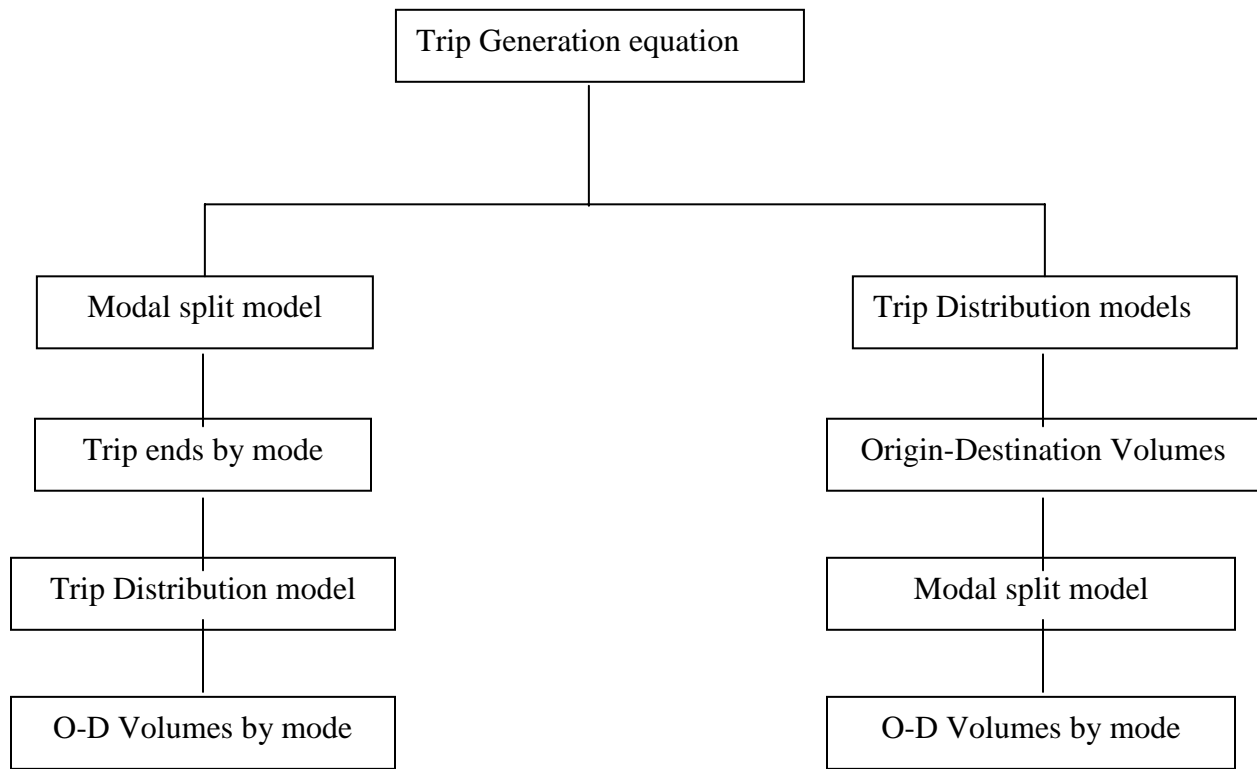 Trip Generation equation
Modal split model
Trip Distribution models
Trip ends by mode
Origin-Destination Volumes
Trip Distribution model
Modal split model
O-D Volumes by mode
O-D Volumes by mode